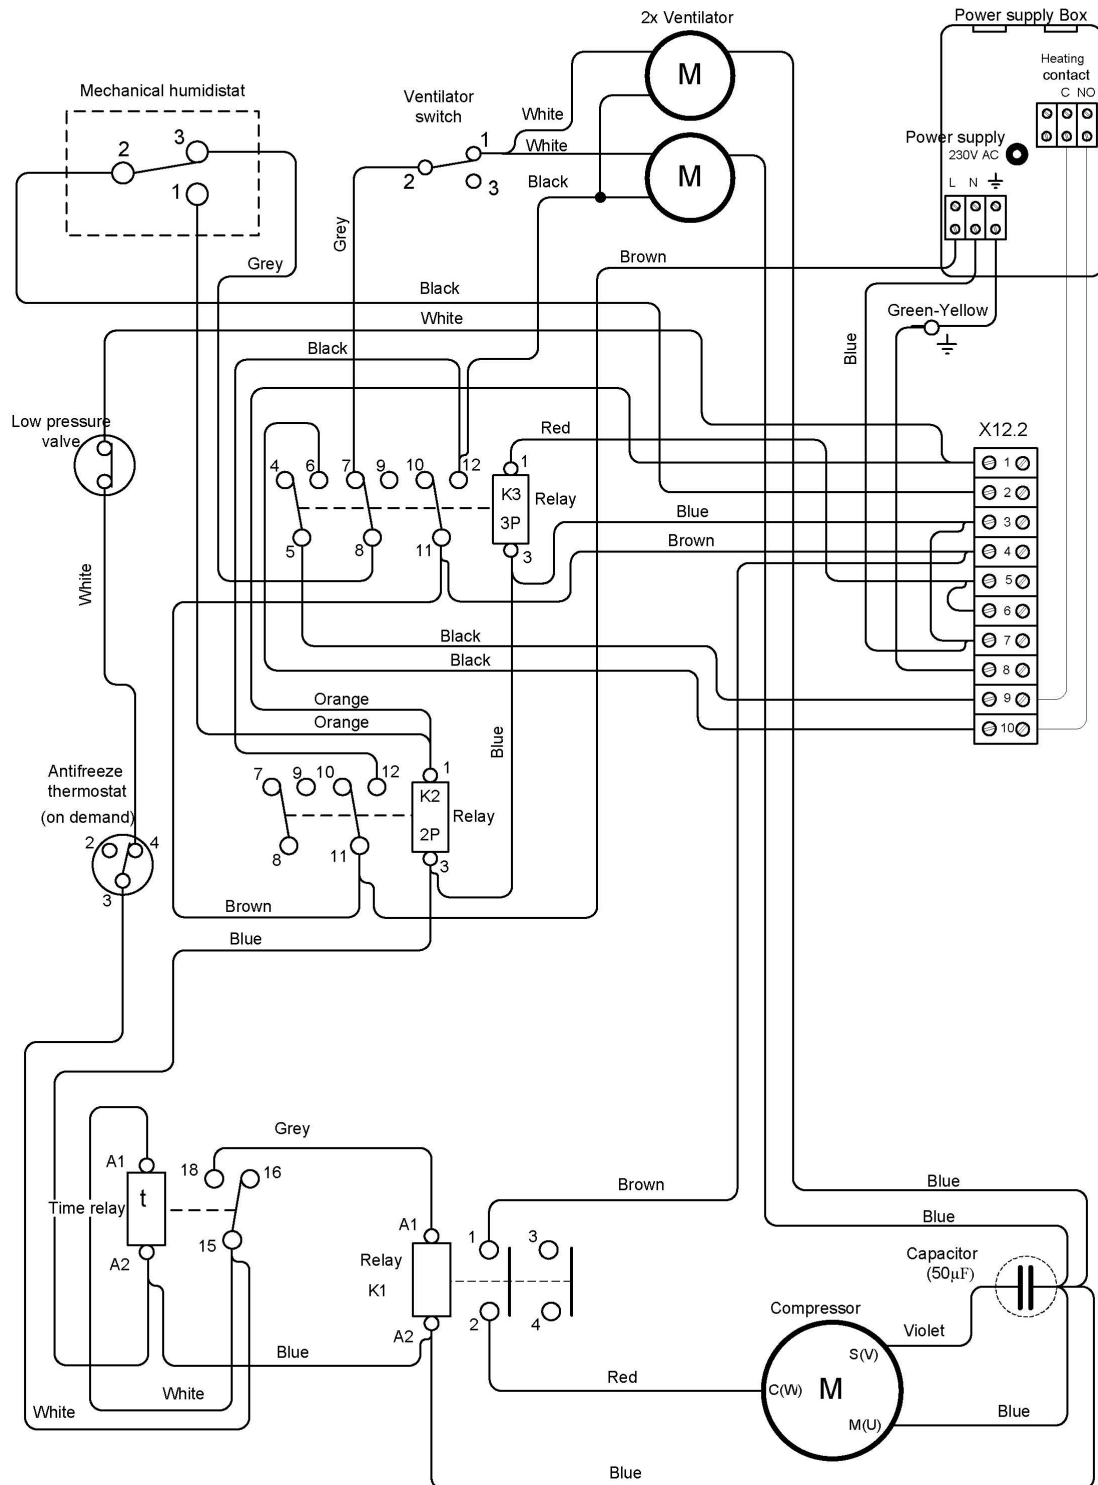 2x Ventilator
Power supply Box
Heating
contact
C NO
Mechanical humidistat
Ventilator
switch
M
White
Power supply
230V AC
1
White
3
2
2
3
1
Black
M
L N
Grey
Grey
Brown
Black
Green-Yellow
White
Black
Blue
Low pressure
valve
Red
X12.2
4 6 7 9 10 12
1
K3
3P
Relay
3
5 8 11
Blue
Brown
1
2
3
4
5
6
7
8
9
10
White
Black
Black
Orange
Orange
Blue
Antifreeze
thermostat
(on demand)
2 4
3
7 9 10 12
1
K2
2P
Relay
3
8 11
Brown
Blue
Grey
A1
t
Time relay
A2
18 16
15
A1
Relay
K1
A2
Brown
1 3
2 4
Blue
Blue
Capacitor
(50µF)
Compressor
Violet
S(V)
C(W) M
M(U)
Blue
Red
Blue
White
White
Blue